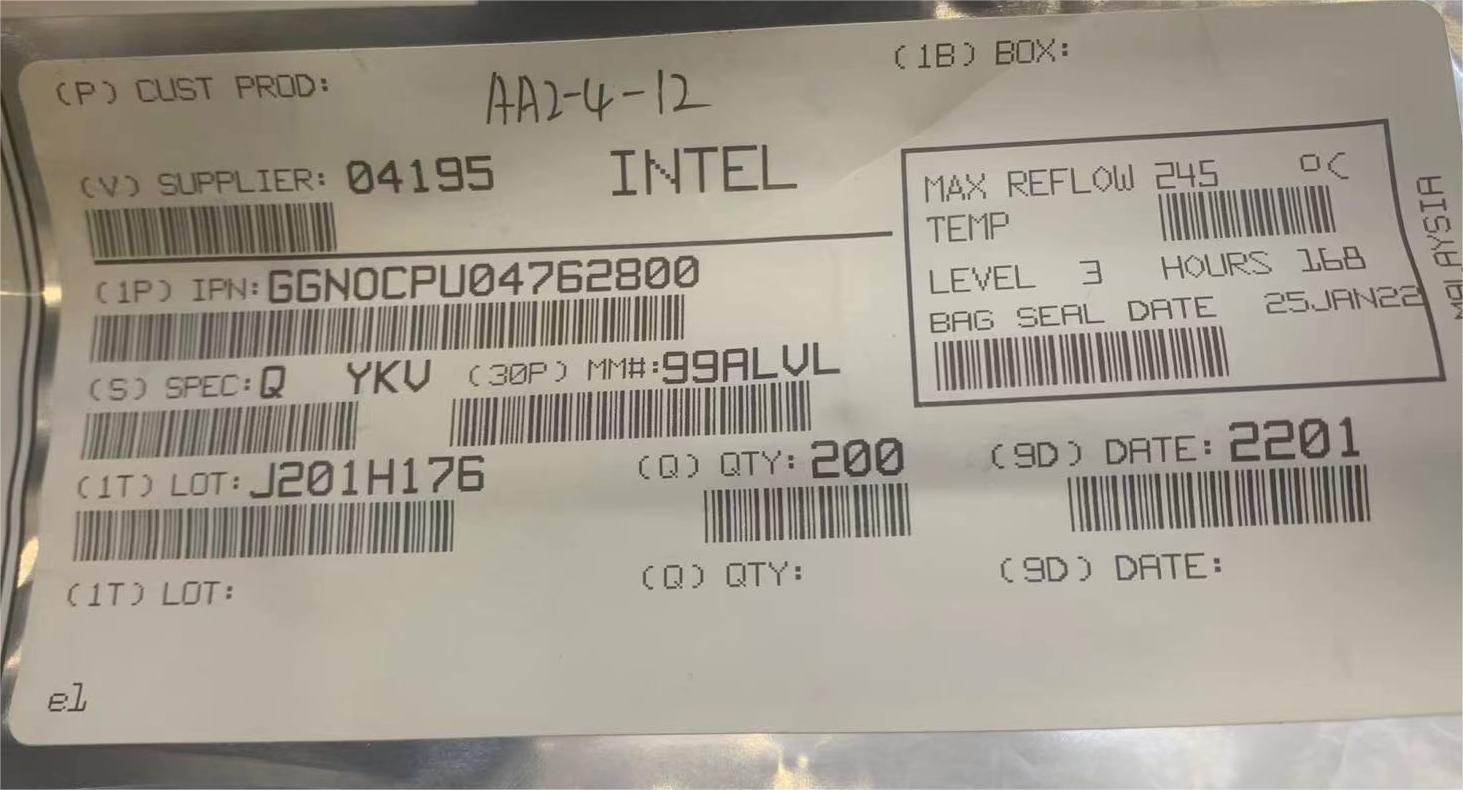 (P) CUST PROD: AA2-4-12
(1B) BOX:
(V) SUPPLIER: 04195 INTEL
(1P) IPN:GGNOCPU04762800
(S) SPEC:Q YKV (30P) MM#:99ALVL
(1T) LOT:J201H176 (Q) QTY:200 (9D) DATE:2201
(1T) LOT: (Q) QTY: (9D) DATE:
el
MAX REFLOW 245 °C
TEMP
LEVEL 3 HOURS 168
BAG SEAL DATE 25JAN22